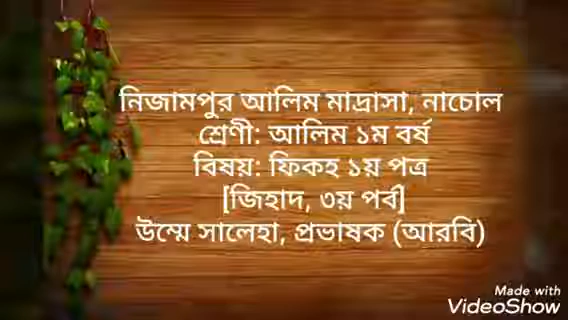 নিজামপুর আলিম মাদ্রাসা, নাচোল
শ্রেণী: আলিম ১ম বর্ষ
বিষয়: ফিকহ ১য় পত্র
[জিহাদ, ৩য় পর্ব]
উম্মে সালেহা, প্রভাষক (আরবি)
Made with
VideoShow